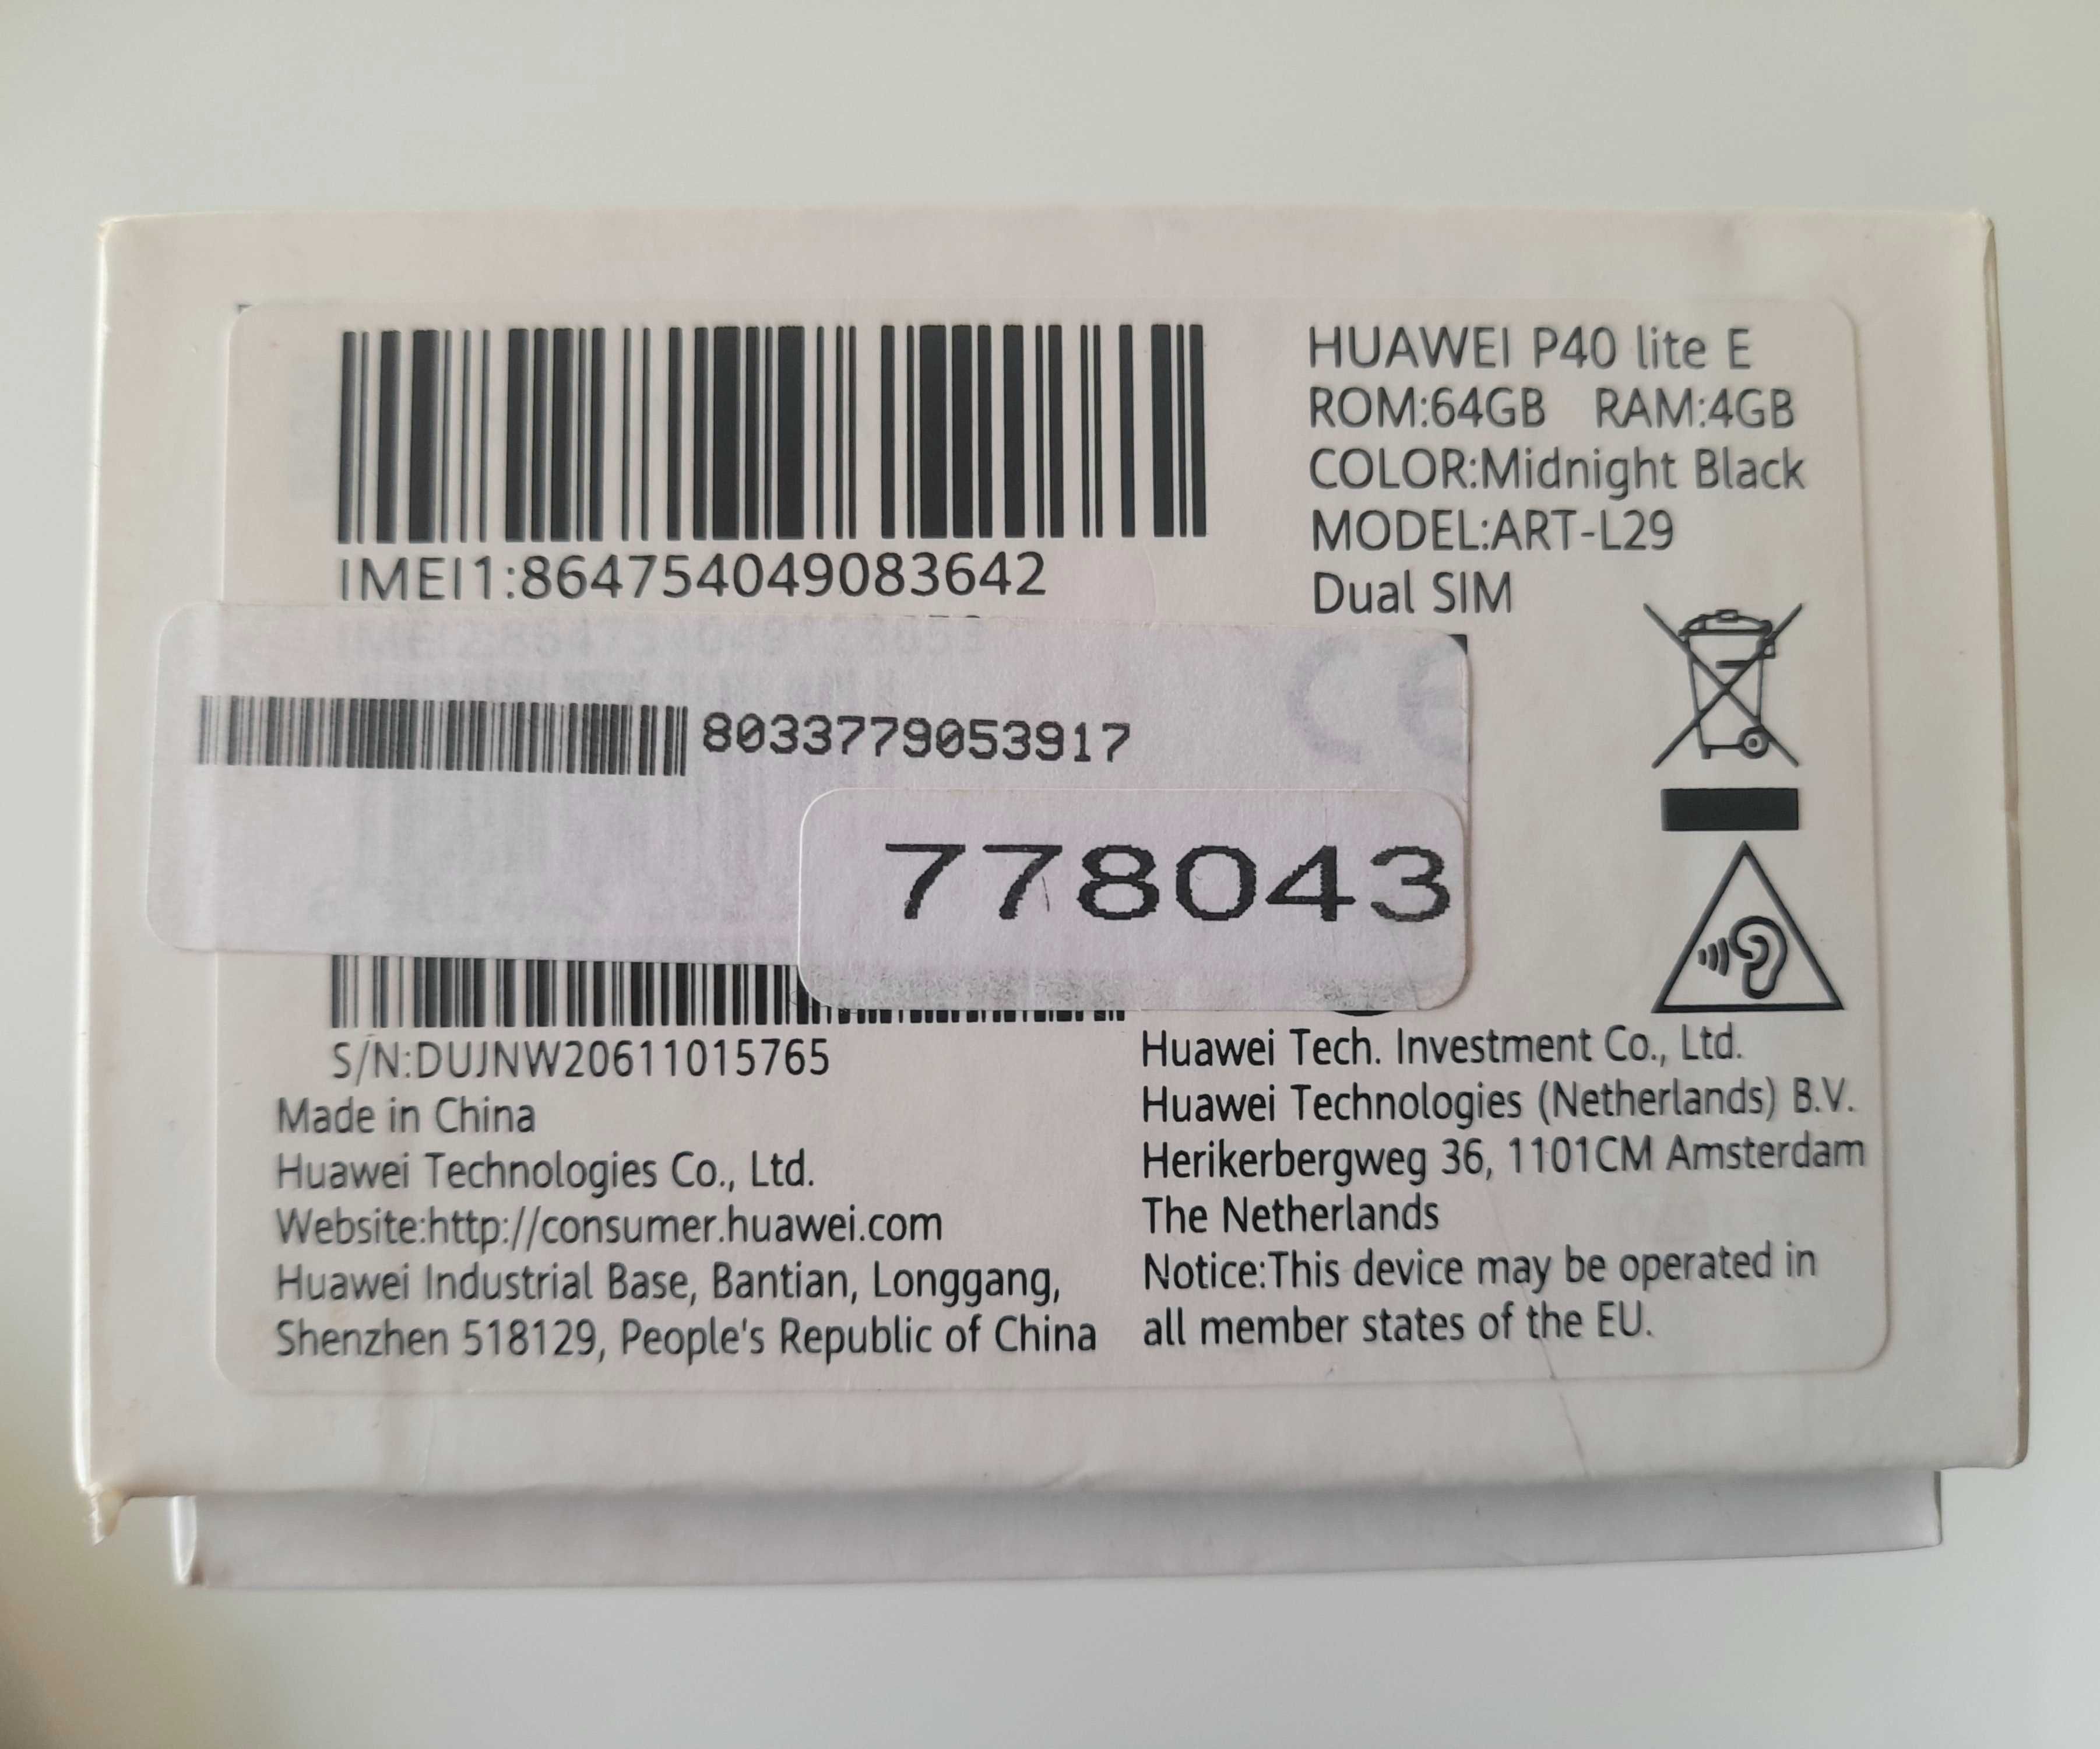 HUAWEI P40 lite E
ROM:64GB RAM:4GB
COLOR:Midnight Black
MODEL:ART-L29
Dual SIM
IMEI1:864754049083642
8033779053917
778043
S/N:DUJNW20611015765
Made in China
Huawei Technologies Co., Ltd.
Website:http://consumer.huawei.com
Huawei Industrial Base, Bantian, Longgang,
Shenzhen 518129, People's Republic of China
Huawei Tech. Investment Co., Ltd.
Huawei Technologies (Netherlands) B.V.
Herikerbergweg 36, 1101CM Amsterdam
The Netherlands
Notice:This device may be operated in
all member states of the EU.